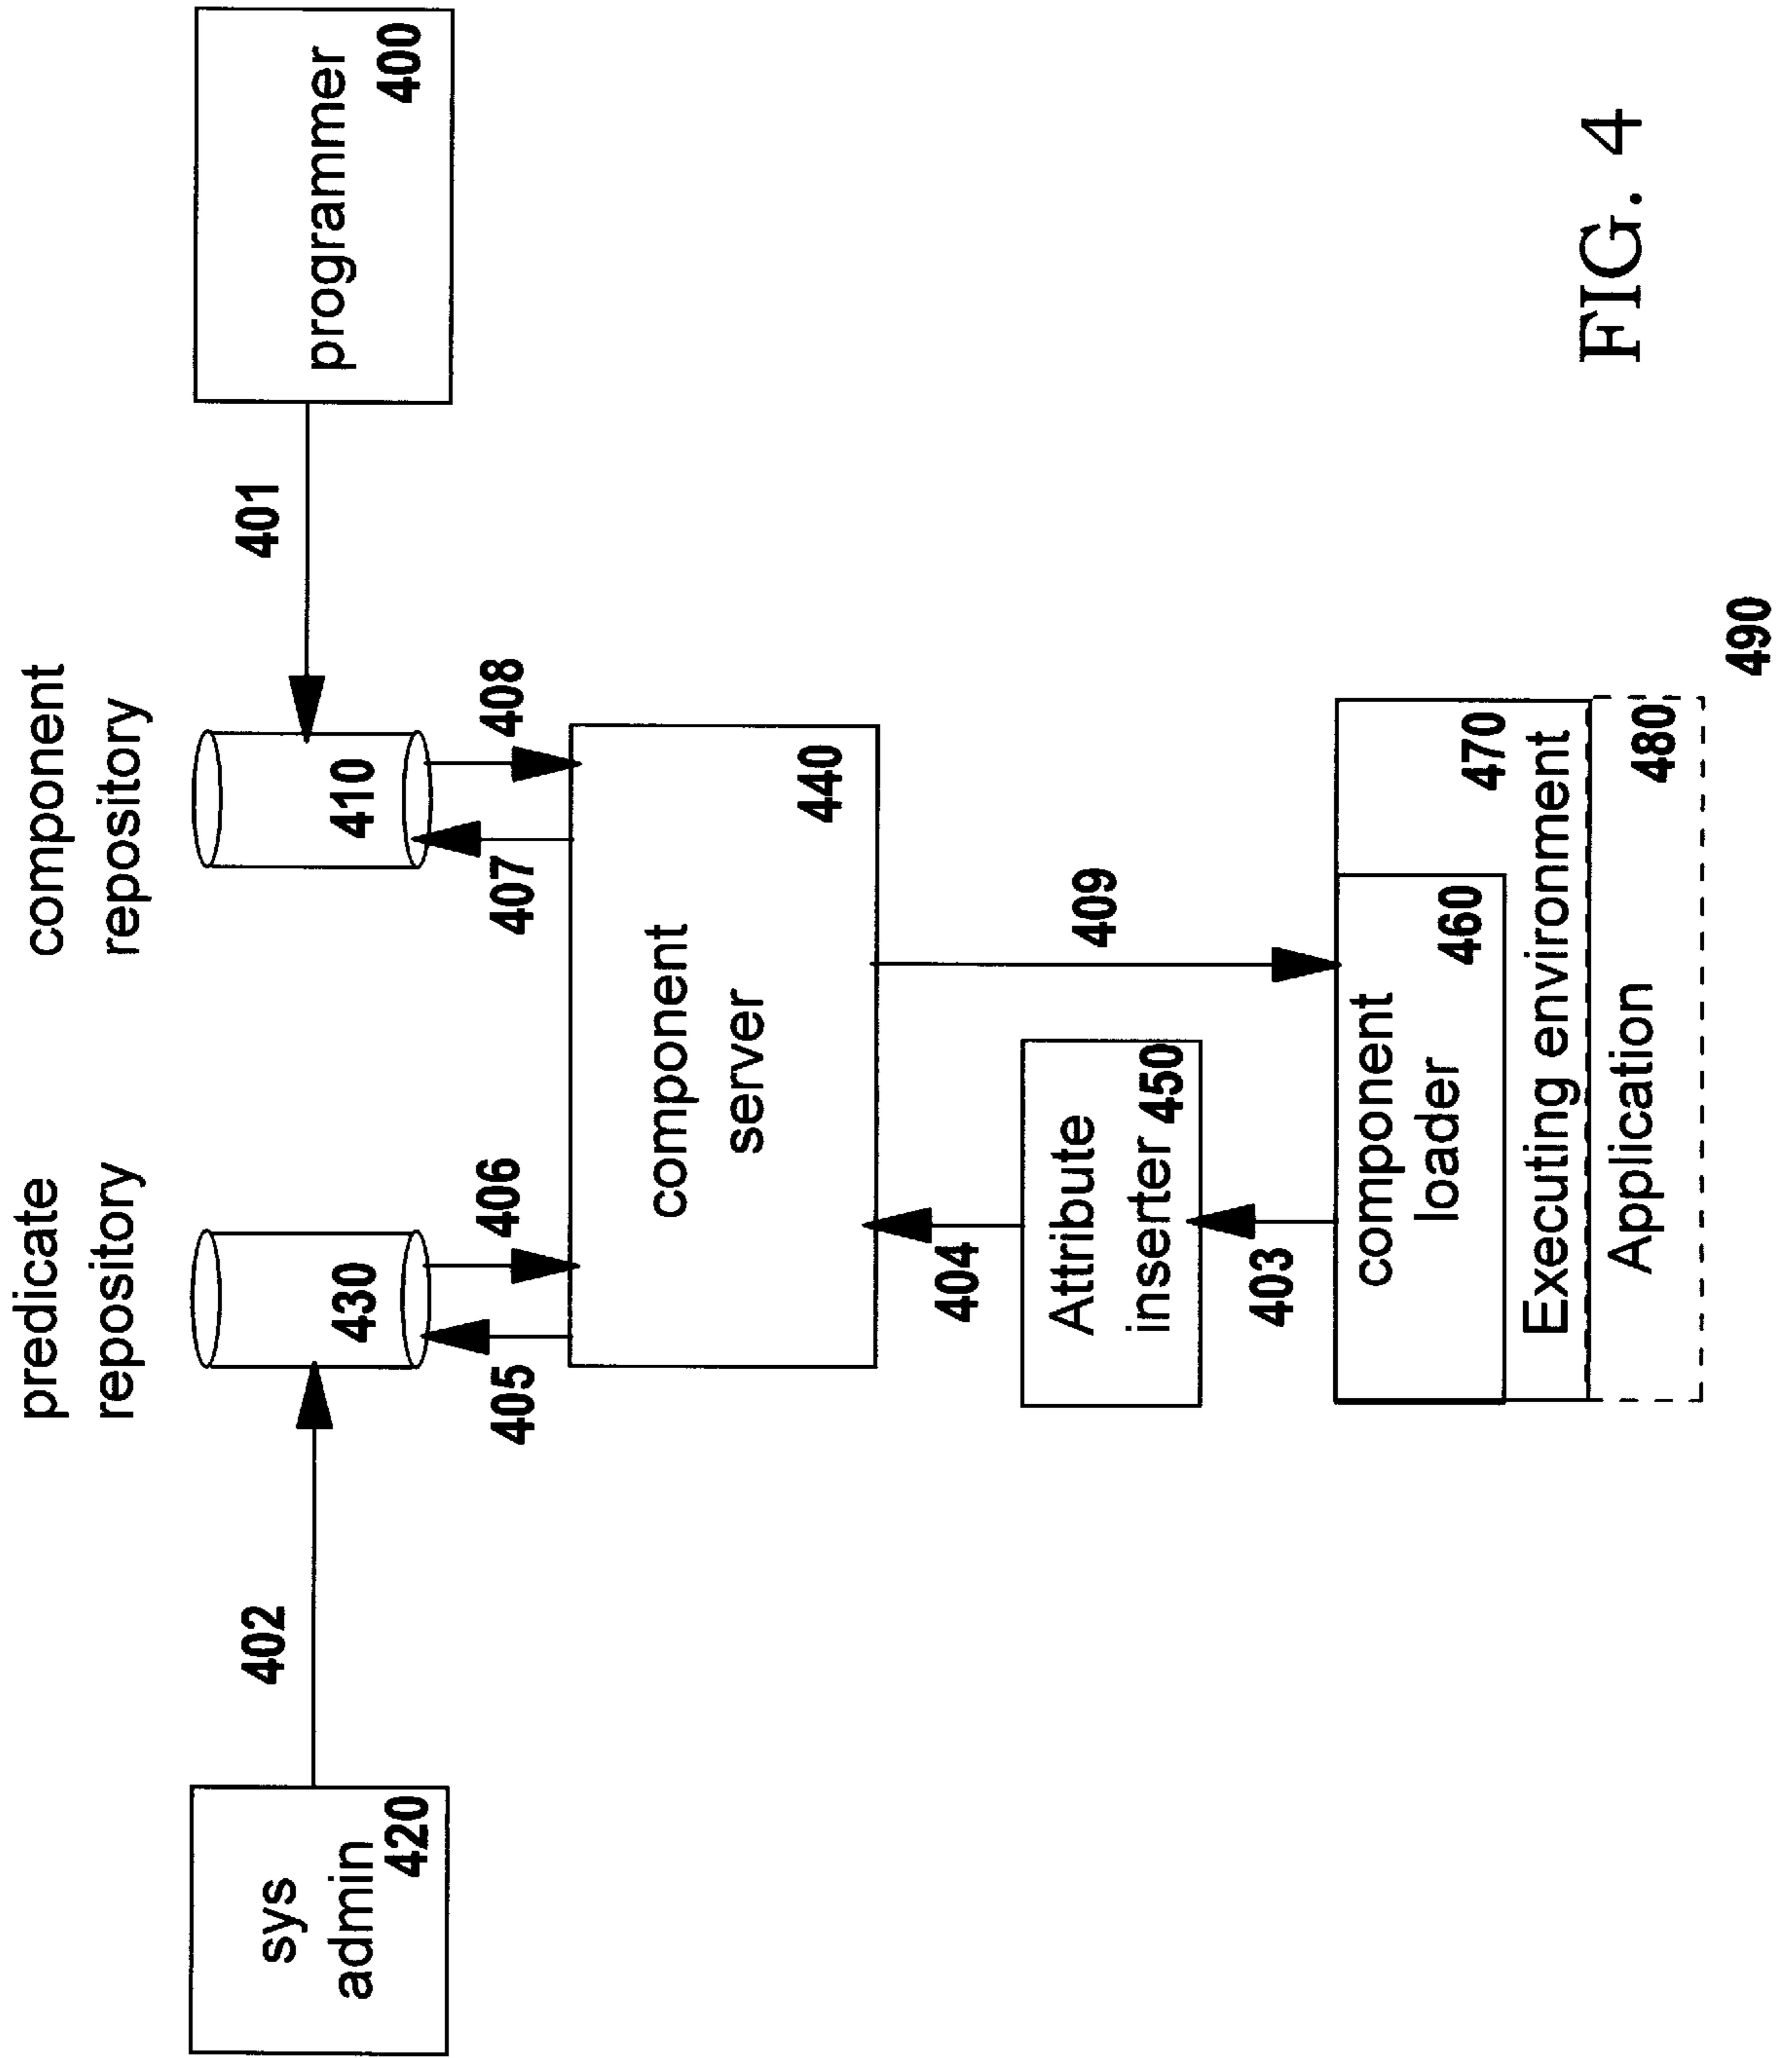 predicate
repository
component
repository
sys
admin
420
402
430
410
401
programmer
400
405
406
407
408
component
server
440
404
409
Attribute
inserter
450
403
component
loader
460
470
Executing environment
Application
480
490
FIG. 4